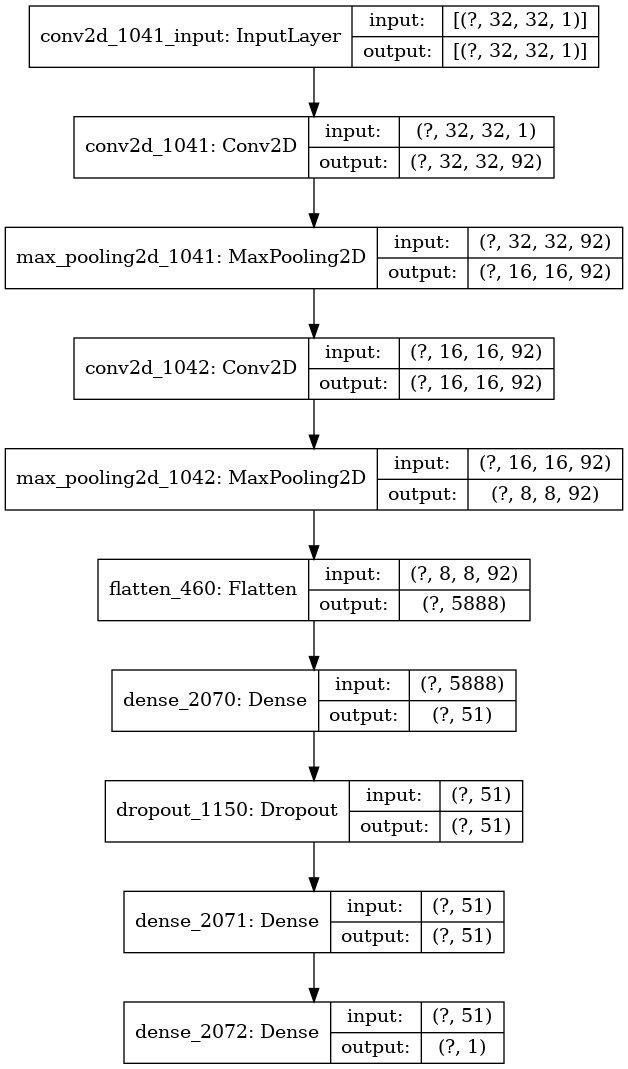 conv2d_1041_input: InputLayer
input: [(?, 32, 32, 1)]
output: [(?, 32, 32, 1)]
conv2d_1041: Conv2D
input: (?, 32, 32, 1)
output: (?, 32, 32, 92)
max_pooling2d_1041: MaxPooling2D
input: (?, 32, 32, 92)
output: (?, 16, 16, 92)
conv2d_1042: Conv2D
input: (?, 16, 16, 92)
output: (?, 16, 16, 92)
max_pooling2d_1042: MaxPooling2D
input: (?, 16, 16, 92)
output: (?, 8, 8, 92)
flatten_460: Flatten
input: (?, 8, 8, 92)
output: (?, 5888)
dense_2070: Dense
input: (?, 5888)
output: (?, 51)
dropout_1150: Dropout
input: (?, 51)
output: (?, 51)
dense_2071: Dense
input: (?, 51)
output: (?, 51)
dense_2072: Dense
input: (?, 51)
output: (?, 1)